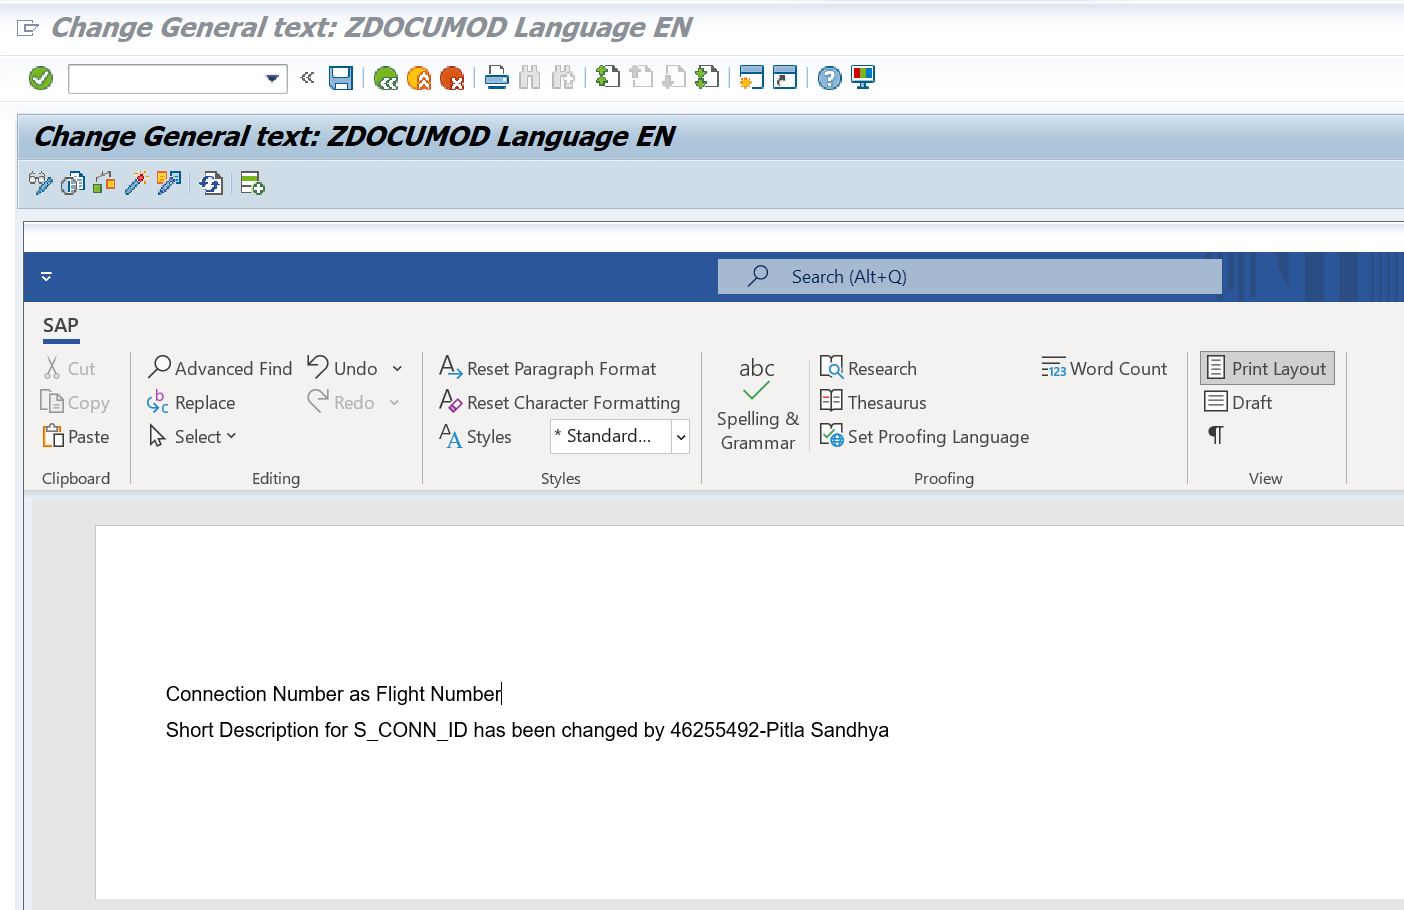 Change General text: ZDOCUMOD Language EN
Change General text: ZDOCUMOD Language EN
Search (Alt+Q)
SAP
Cut
Copy
Paste
Clipboard
Advanced Find
Undo
Replace
Redo
Select
Editing
Reset Paragraph Format
Reset Character Formatting
Styles
* Standard...
Styles
abc
Spelling &
Grammar
Research
Thesaurus
Set Proofing Language
Word Count
Proofing
Print Layout
Draft
¶
View
Connection Number as Flight Number
Short Description for S_CONN_ID has been changed by 46255492-Pitla Sandhya